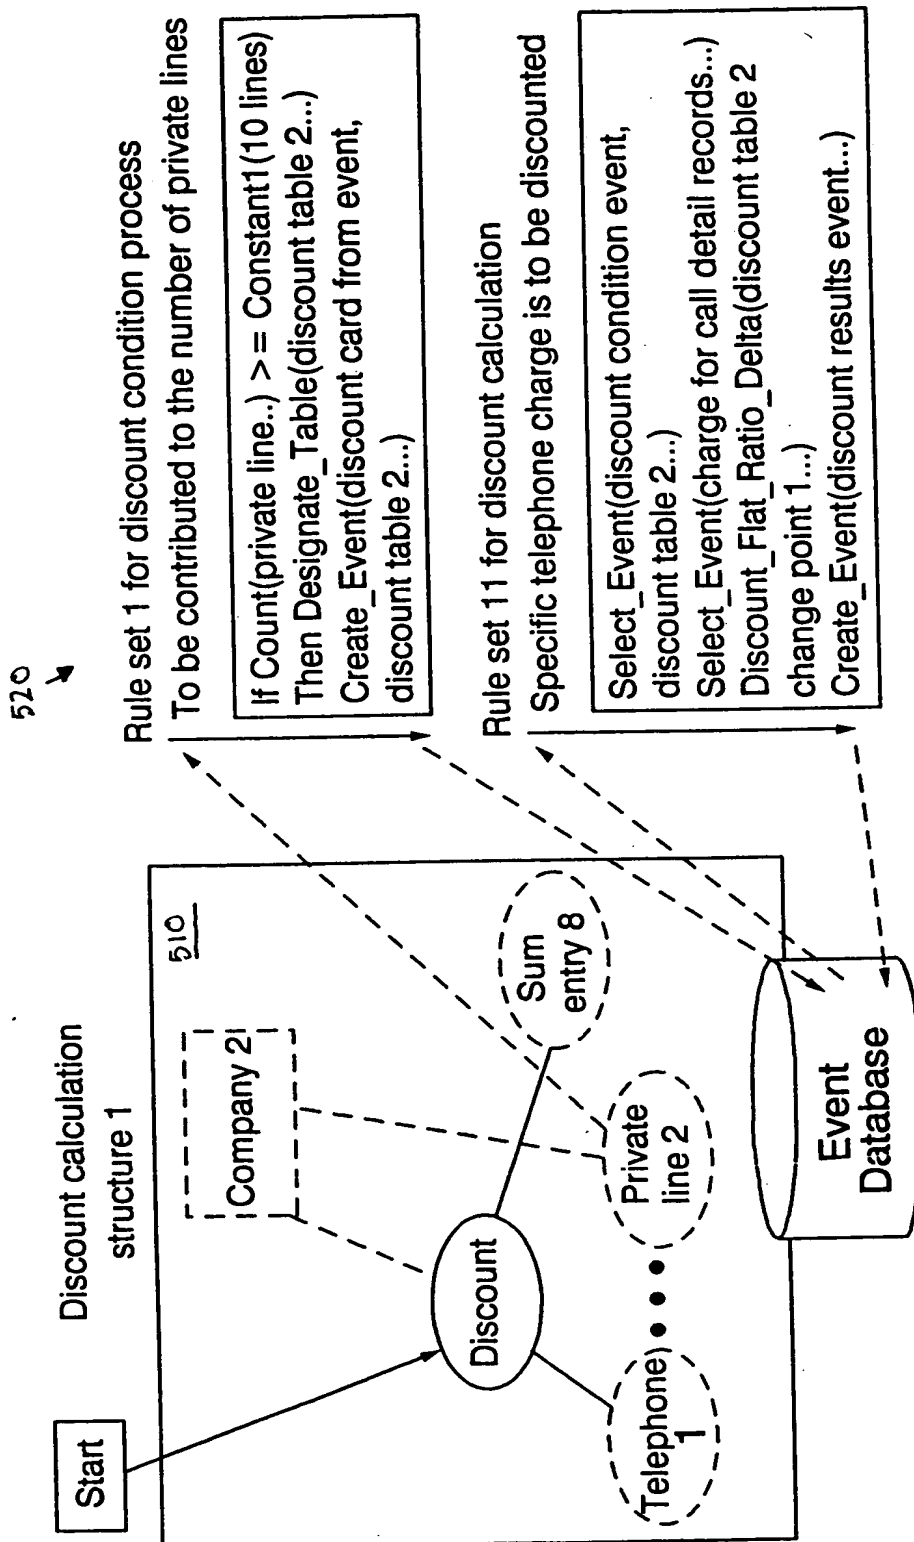 520
Rule set 1 for discount condition process
To be contributed to the number of private lines
If Count(private line..) >= Constant1(10 lines)
Then Designate_Table(discount table 2...)
Create_Event(discount card from event,
discount table 2...)
Rule set 11 for discount calculation
Specific telephone charge is to be discounted
Select_Event(discount condition event,
discount table 2...)
Select_Event(charge for call detail records...)
Discount_Flat_Ratio_Delta(discount table 2
change point 1...)
Create_Event(discount results event...)
Start
Discount calculation
structure 1
510
Company 2
Discount
Sum
entry 8
Telephone
1
Private
line 2
Event
Database